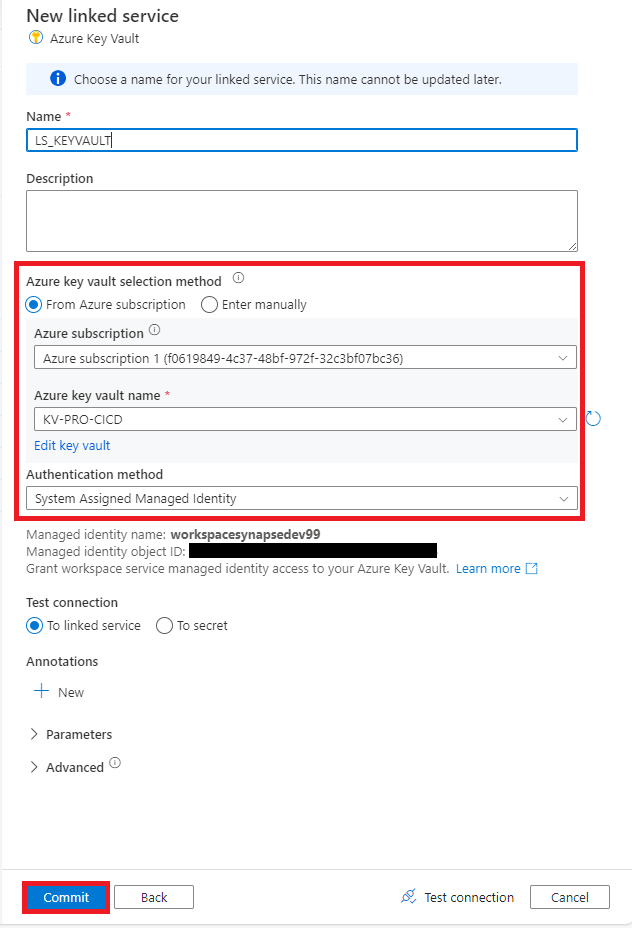 New linked service
Azure Key Vault
Choose a name for your linked service. This name cannot be updated later.
Name *
LS_KEYVAULT
Description
Azure key vault selection method
From Azure subscription Enter manually
Azure subscription
Azure subscription 1 (f0619849-4c37-48bf-972f-32c3bf07bc36)
Azure key vault name *
KV-PRO-CICD
Edit key vault
Authentication method
System Assigned Managed Identity
Managed identity name: workspacesynapsedev99
Managed identity object ID:
Grant workspace service managed identity access to your Azure Key Vault. Learn more
Test connection
To linked service To secret
Annotations
New
Parameters
Advanced
Commit Back Test connection Cancel